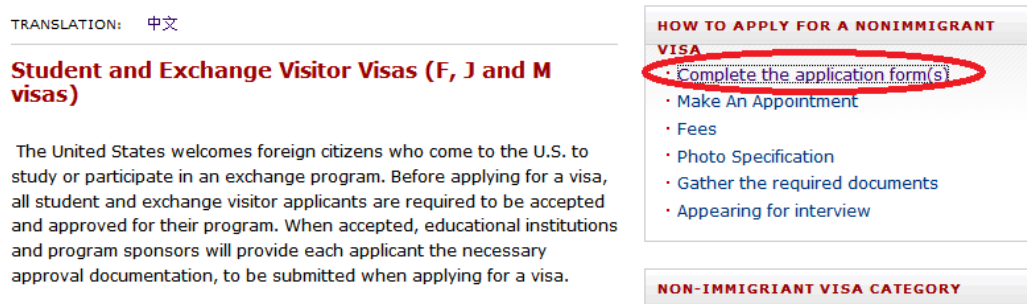 TRANSLATION: 中文
Student and Exchange Visitor Visas (F, J and M
visas)
The United States welcomes foreign citizens who come to the U.S. to
study or participate in an exchange program. Before applying for a visa,
all student and exchange visitor applicants are required to be accepted
and approved for their program. When accepted, educational institutions
and program sponsors will provide each applicant the necessary
approval documentation, to be submitted when applying for a visa.
HOW TO APPLY FOR A NONIMMIGRANT
VISA
· Complete the application form(s)
· Make An Appointment
· Fees
· Photo Specification
· Gather the required documents
· Appearing for interview
NON-IMMIGRIANT VISA CATEGORY